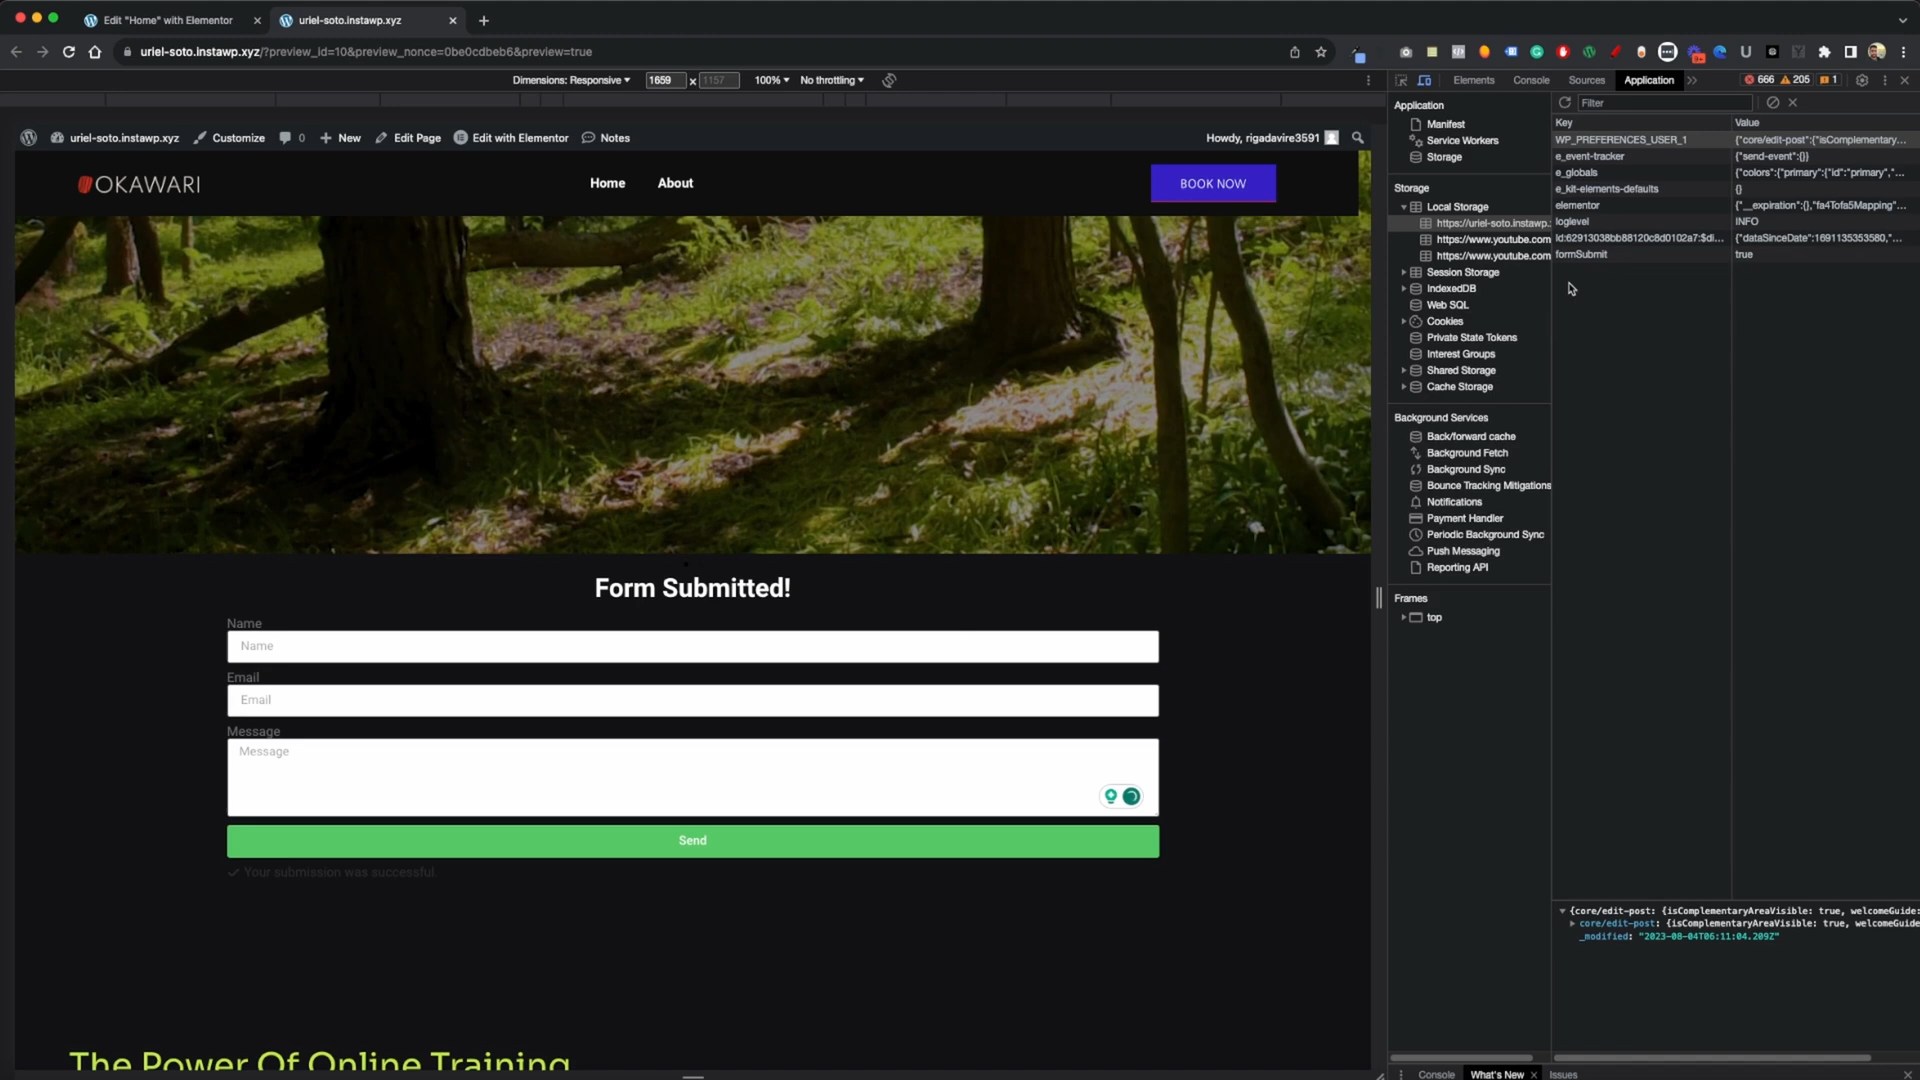 Edit "Home" with Elementor
uriel-soto.instawp.xyz
uriel-soto.instawp.xyz/?preview_id=10&preview_nonce=0be0cdbeb6&preview=true
Dimensions: Responsive 1659 x 1157 100% No throttling
Elements Console Sources Application 666 205 1
uriel-soto.instawp.xyz Customize 0 New Edit Page Edit with Elementor Notes Howdy, rigadavire3591
OKAWARI Home About BOOK NOW
Form Submitted!
Name
Name
Email
Email
Message
Message
Send
Your submission was successful.
The Power Of Online Training
Application
Manifest
Service Workers
Storage
Storage
Local Storage
https://uriel-soto.instawp.
https://www.youtube.com
https://www.youtube.com
Session Storage
IndexedDB
Web SQL
Cookies
Private State Tokens
Interest Groups
Shared Storage
Cache Storage
Background Services
Back/forward cache
Background Fetch
Background Sync
Bounce Tracking Mitigations
Notifications
Payment Handler
Periodic Background Sync
Push Messaging
Reporting API
Frames
top
Filter
Key Value
WP_PREFERENCES_USER_1 {"core/edit-post":{"isComplementary...
e_event-tracker {"send-event":{}}
e_globals {"colors":{"primary":{"id":"primary","...
e_kit-elements-defaults {}
elementor {"__expiration":{},"fa4Tofa5Mapping"...
loglevel INFO
ld:62913038bb88120c8d0102a7:$di... {"dataSinceDate":1691135353580,"...
formSubmit true
{core/edit-post: {isComplementaryAreaVisible: true, welcomeGuide:
core/edit-post: {isComplementaryAreaVisible: true, welcomeGuide
_modified: "2023-08-04T06:11:04.209Z"
Console What's New Issues